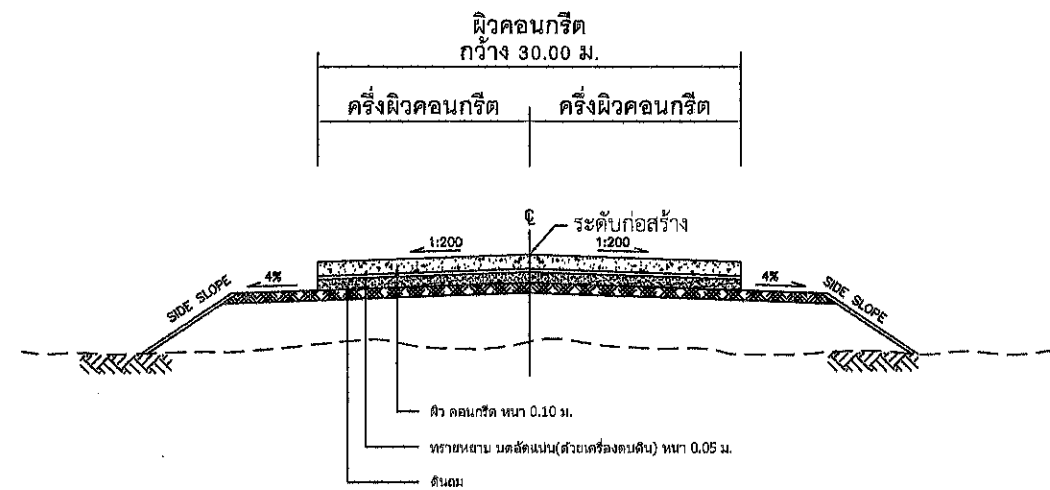 ผิวคอนกรีต
กว้าง 30.00 ม.
ครึ่งผิวคอนกรีต
ครึ่งผิวคอนกรีต
℄
ระดับก่อสร้าง
1:200
1:200
4%
4%
SIDE SLOPE
SIDE SLOPE
ผิว คอนกรีต หนา 0.10 ม.
ทรายหยาบ บดอัดแน่น(ด้วยเครื่องตบดิน) หนา 0.05 ม.
ดินถม